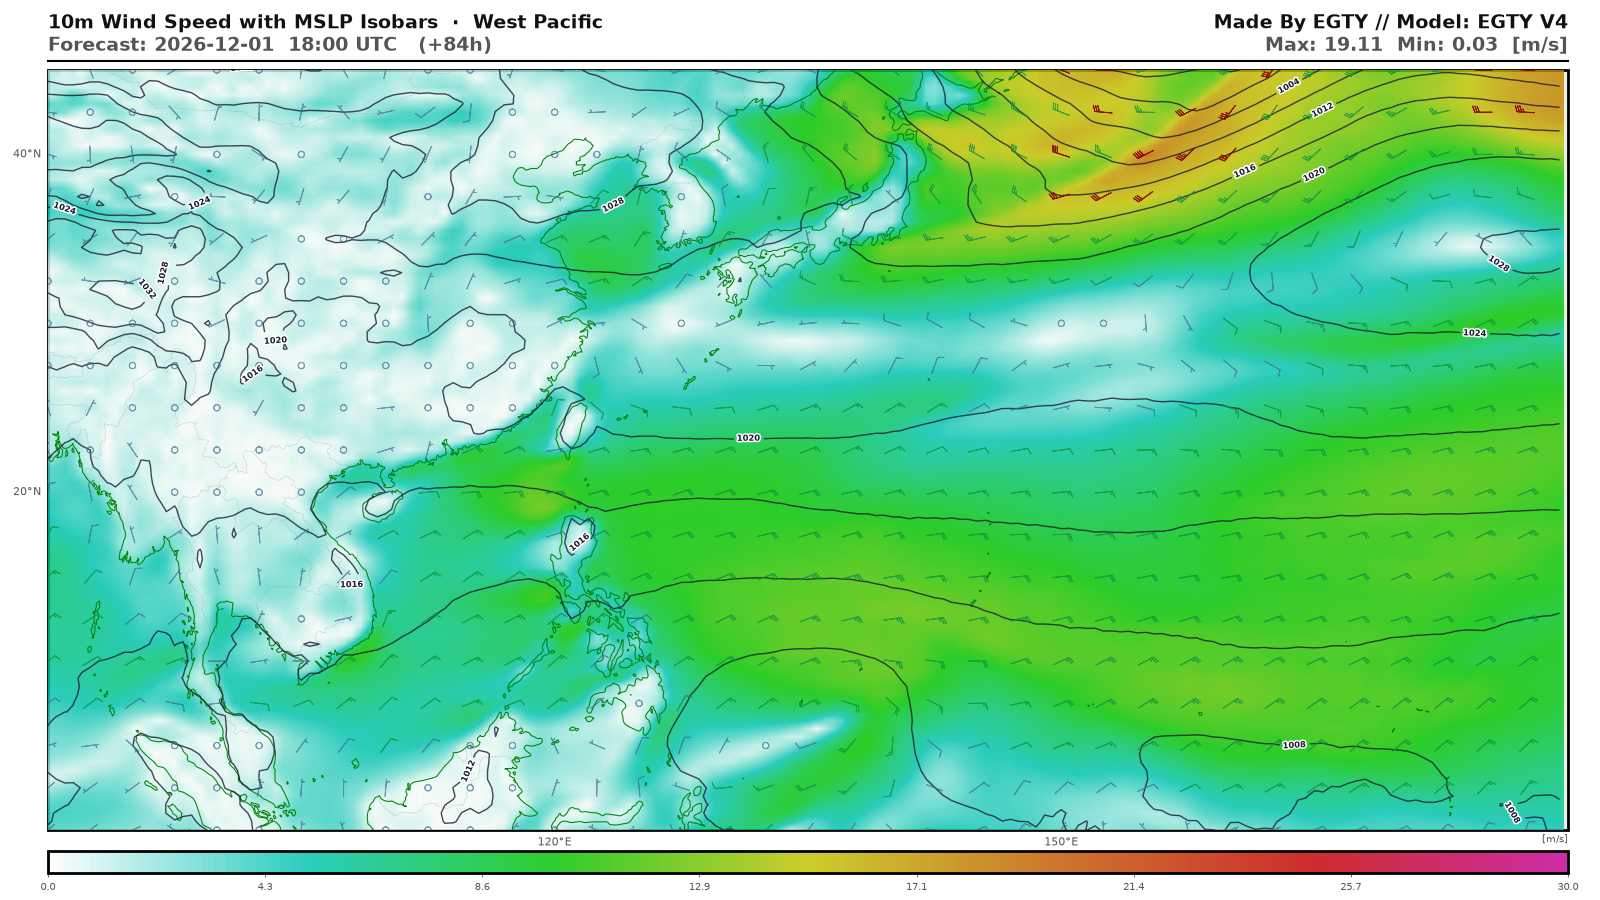 10m Wind Speed with MSLP Isobars · West Pacific
Made By EGTY // Model: EGTY V4
Forecast: 2026-12-01 18:00 UTC (+84h)
Max: 19.11 Min: 0.03 [m/s]
1004
1012
40°N
1016
1020
1024
1024
1028
1028
1028
1032
1024
1020
1016
1020
20°N
1016
1016
1008
1012
1008
120°E
150°E
[m/s]
0.0 4.3 8.6 12.9 17.1 21.4 25.7 30.0